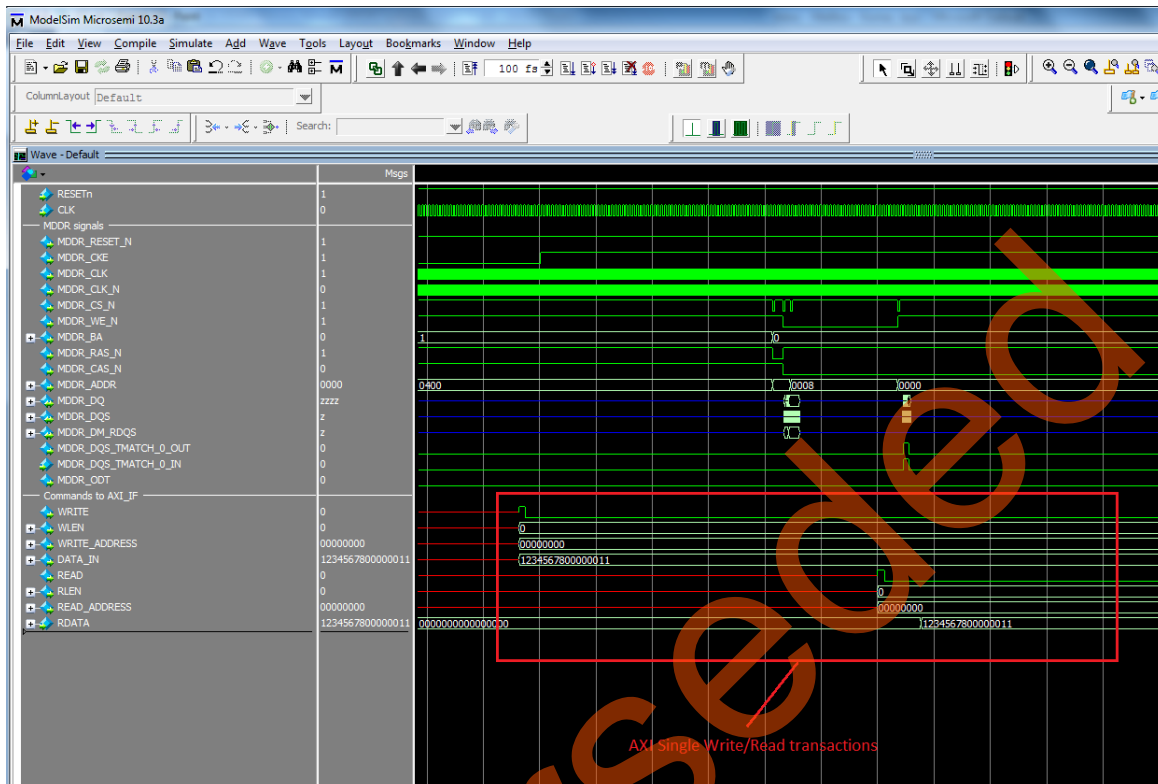 ModelSim Microsemi 10.3a
File Edit View Compile Simulate Add Wave Tools Layout Bookmarks Window Help
100 fs
ColumnLayout Default
Search:
Wave - Default
Msgs
RESETn 1
CLK 0
MDDR signals
MDDR_RESET_N 1
MDDR_CKE 1
MDDR_CLK 1
MDDR_CLK_N 0
MDDR_CS_N 1
MDDR_WE_N 1
MDDR_BA 0 1 0
MDDR_RAS_N 1
MDDR_CAS_N 0
MDDR_ADDR 0000 0400 0008 0000
MDDR_DQ zzzz
MDDR_DQS z
MDDR_DM_RDQS z
MDDR_DQS_TMATCH_0_OUT 0
MDDR_DQS_TMATCH_0_IN 0
MDDR_ODT 0
Commands to AXI_IF
WRITE 0
WLEN 0 0
WRITE_ADDRESS 00000000 00000000
DATA_IN 1234567800000011 1234567800000011
READ 0
RLEN 0 0
READ_ADDRESS 00000000 00000000
RDATA 1234567800000011 0000000000000000 1234567800000011
AXI Single Write/Read transactions
seded